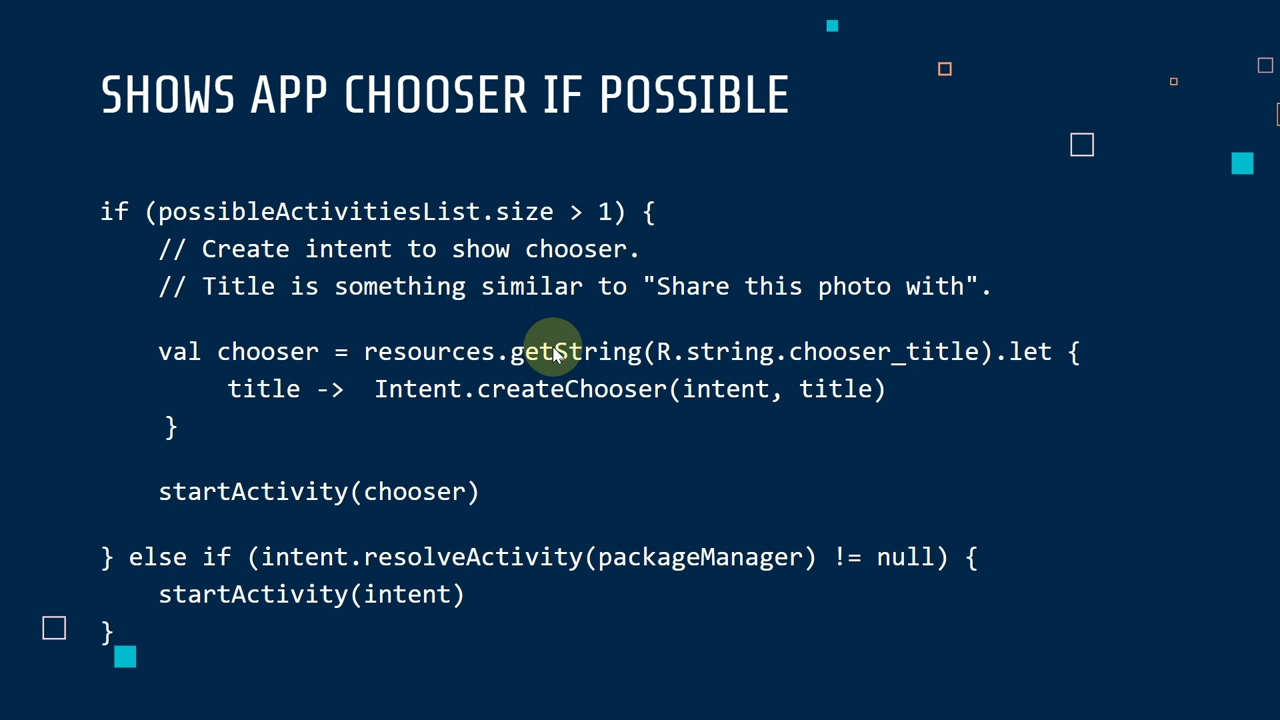 SHOWS APP CHOOSER IF POSSIBLE
if (possibleActivitiesList.size > 1) {
// Create intent to show chooser.
// Title is something similar to "Share this photo with".
val chooser = resources.getString(R.string.chooser_title).let {
title -> Intent.createChooser(intent, title)
}
startActivity(chooser)
} else if (intent.resolveActivity(packageManager) != null) {
startActivity(intent)
}